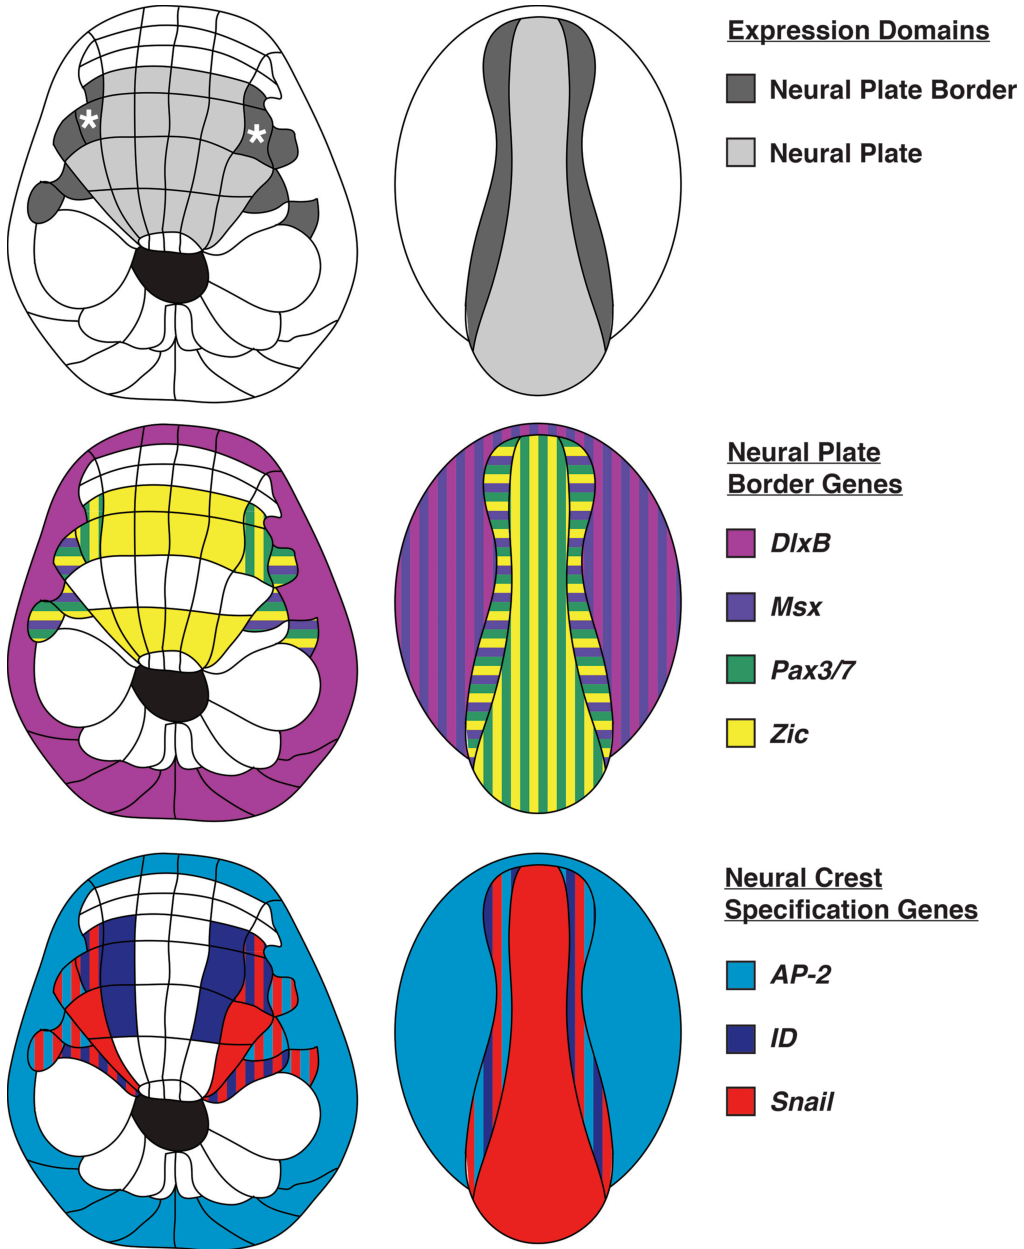 Expression Domains
Neural Plate Border
Neural Plate
*
*
Neural Plate
Border Genes
DlxB
Msx
Pax3/7
Zic
Neural Crest
Specification Genes
AP-2
ID
Snail